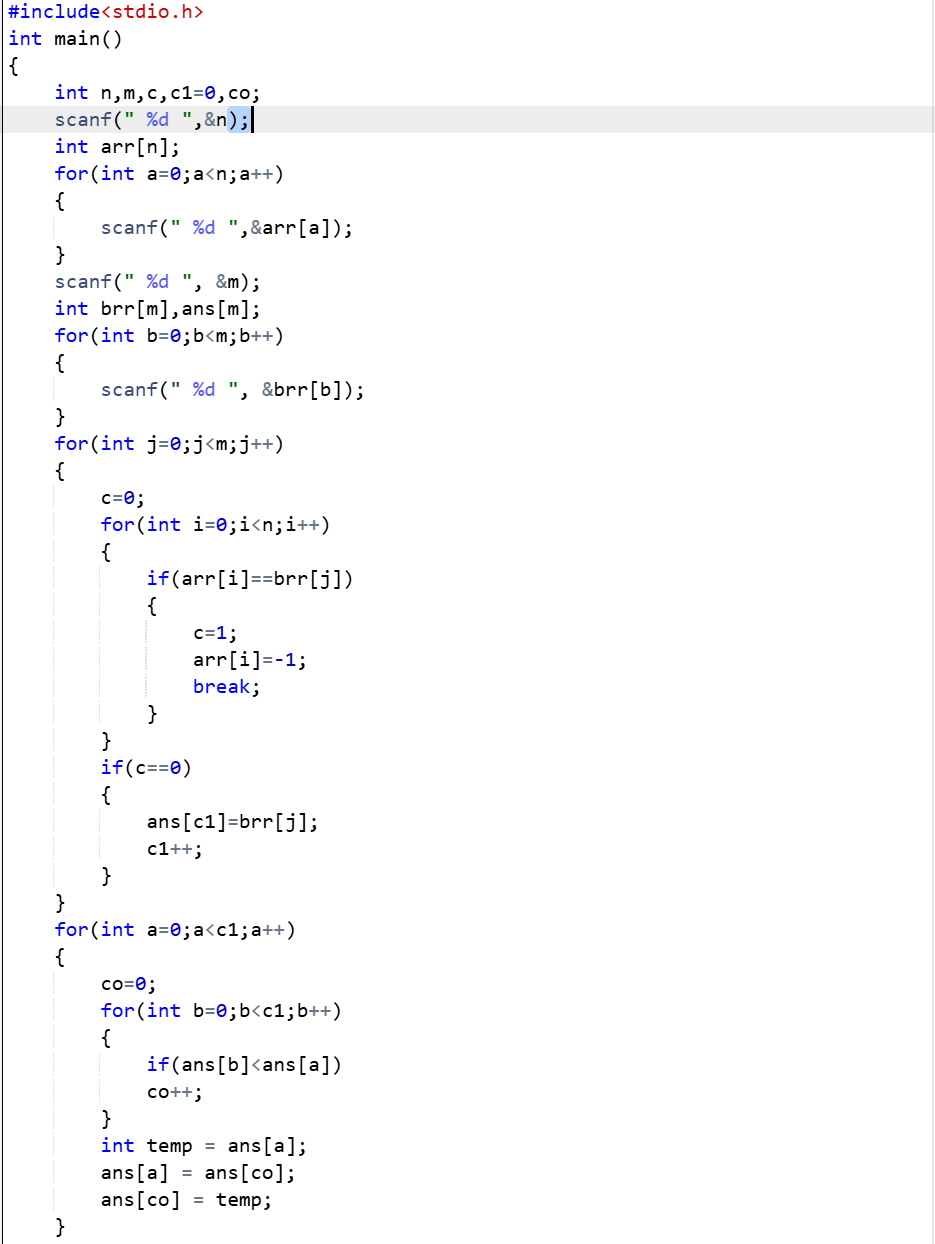 #include<stdio.h>
int main()
{
    int n,m,c,c1=0,co;
    scanf(" %d ",&n);
    int arr[n];
    for(int a=0;a<n;a++)
    {
        scanf(" %d ",&arr[a]);
    }
    scanf(" %d ", &m);
    int brr[m],ans[m];
    for(int b=0;b<m;b++)
    {
        scanf(" %d ", &brr[b]);
    }
    for(int j=0;j<m;j++)
    {
        c=0;
        for(int i=0;i<n;i++)
        {
            if(arr[i]==brr[j])
            {
                c=1;
                arr[i]=-1;
                break;
            }
        }
        if(c==0)
        {
            ans[c1]=brr[j];
            c1++;
        }
    }
    for(int a=0;a<c1;a++)
    {
        co=0;
        for(int b=0;b<c1;b++)
        {
            if(ans[b]<ans[a])
            co++;
        }
        int temp = ans[a];
        ans[a] = ans[co];
        ans[co] = temp;
    }